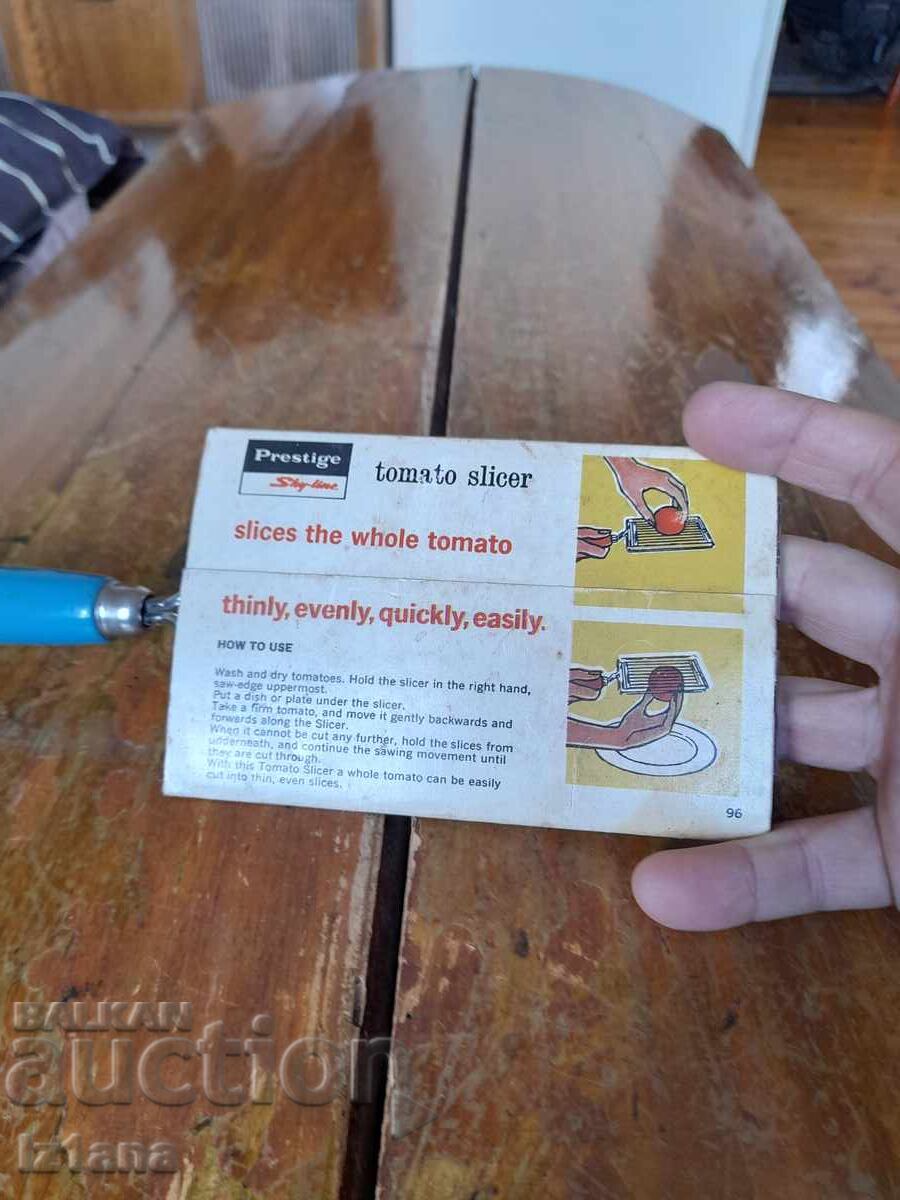 Prestige
Sky-line
tomato slicer
slices the whole tomato
thinly, evenly, quickly, easily.
HOW TO USE
Wash and dry tomatoes. Hold the slicer in the right hand,
saw-edge uppermost.
Put a dish or plate under the slicer.
Take a firm tomato, and move it gently backwards and
forwards along the Slicer.
When it cannot be cut any further, hold the slices from
underneath, and continue the sawing movement until
they are cut through.
With this Tomato Slicer a whole tomato can be easily
cut into thin, even slices.
96
BALKAN
auction
Iz1ana